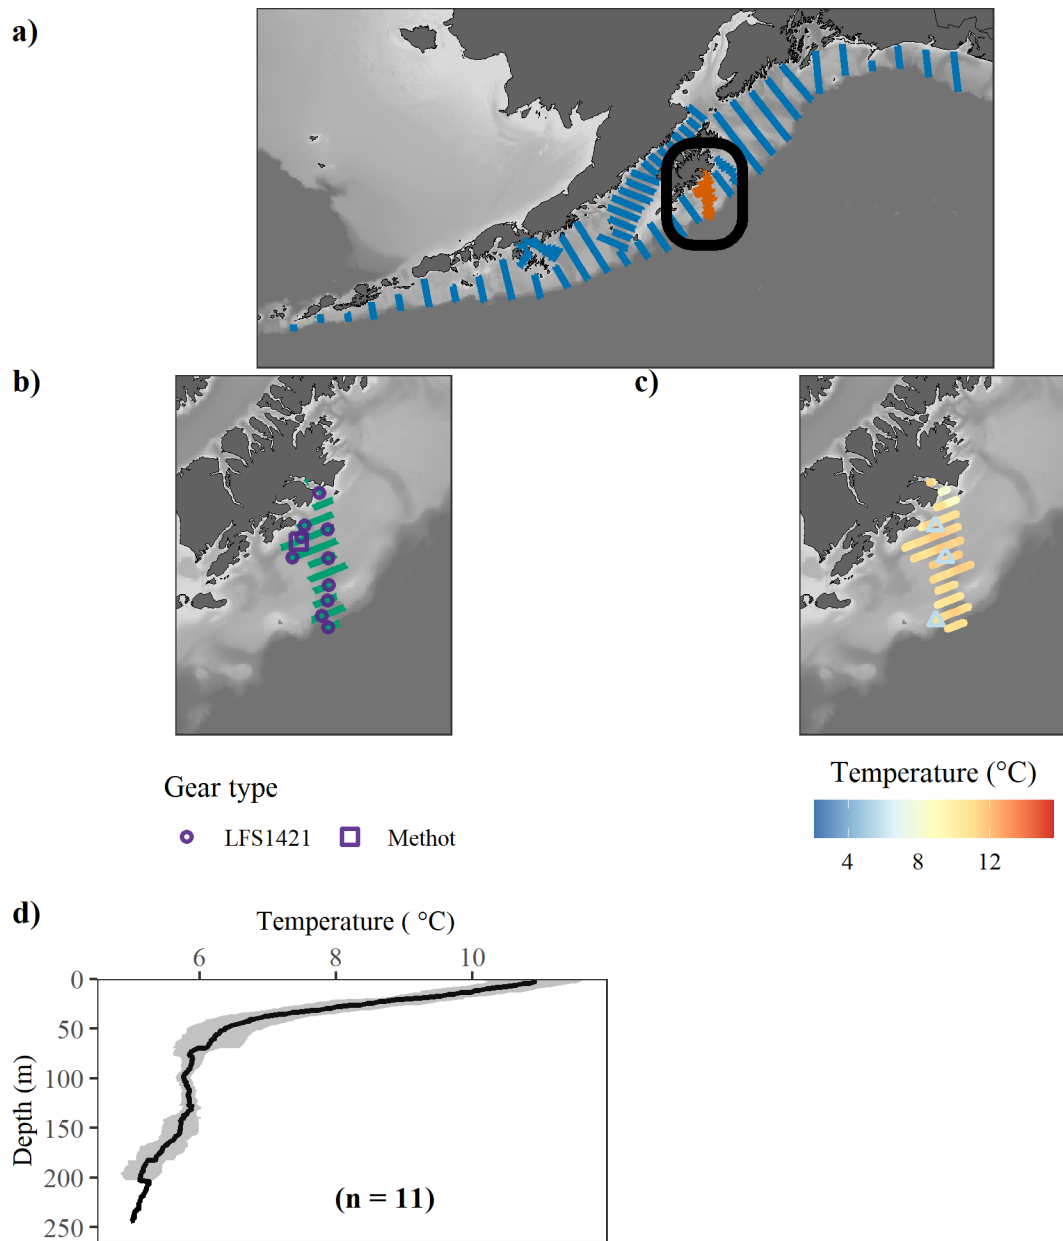 a)
b)
c)
Gear type
LFS1421 Methot
Temperature (°C)
4 8 12
d)
Temperature ( °C)
6 8 10
0
50
100
150
200
250
Depth (m)
(n = 11)